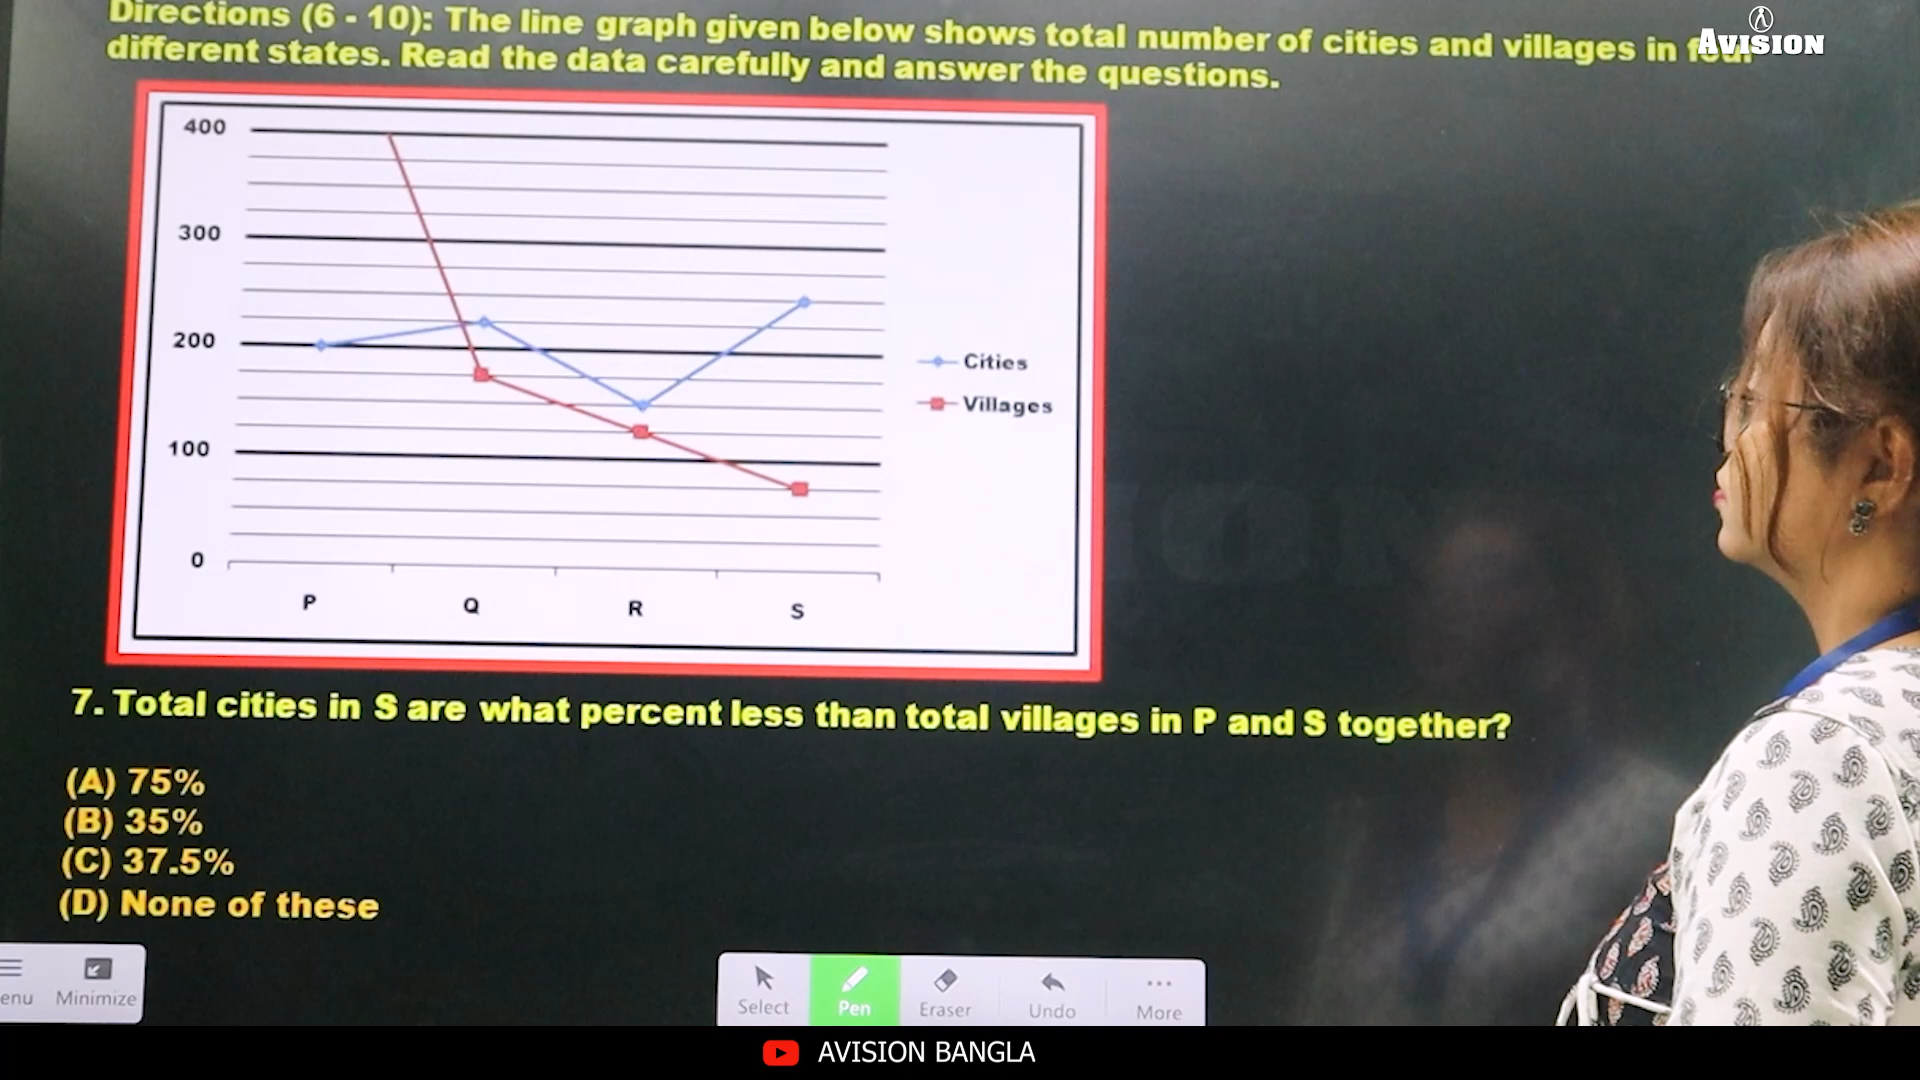 Directions (6 - 10): The line graph given below shows total number of cities and villages in four
AVISION
different states. Read the data carefully and answer the questions.
400
300
200
100
0
P Q R S
Cities
Villages
7. Total cities in S are what percent less than total villages in P and S together?
(A) 75%
(B) 35%
(C) 37.5%
(D) None of these
enu Minimize
Select Pen Eraser Undo More
AVISION BANGLA